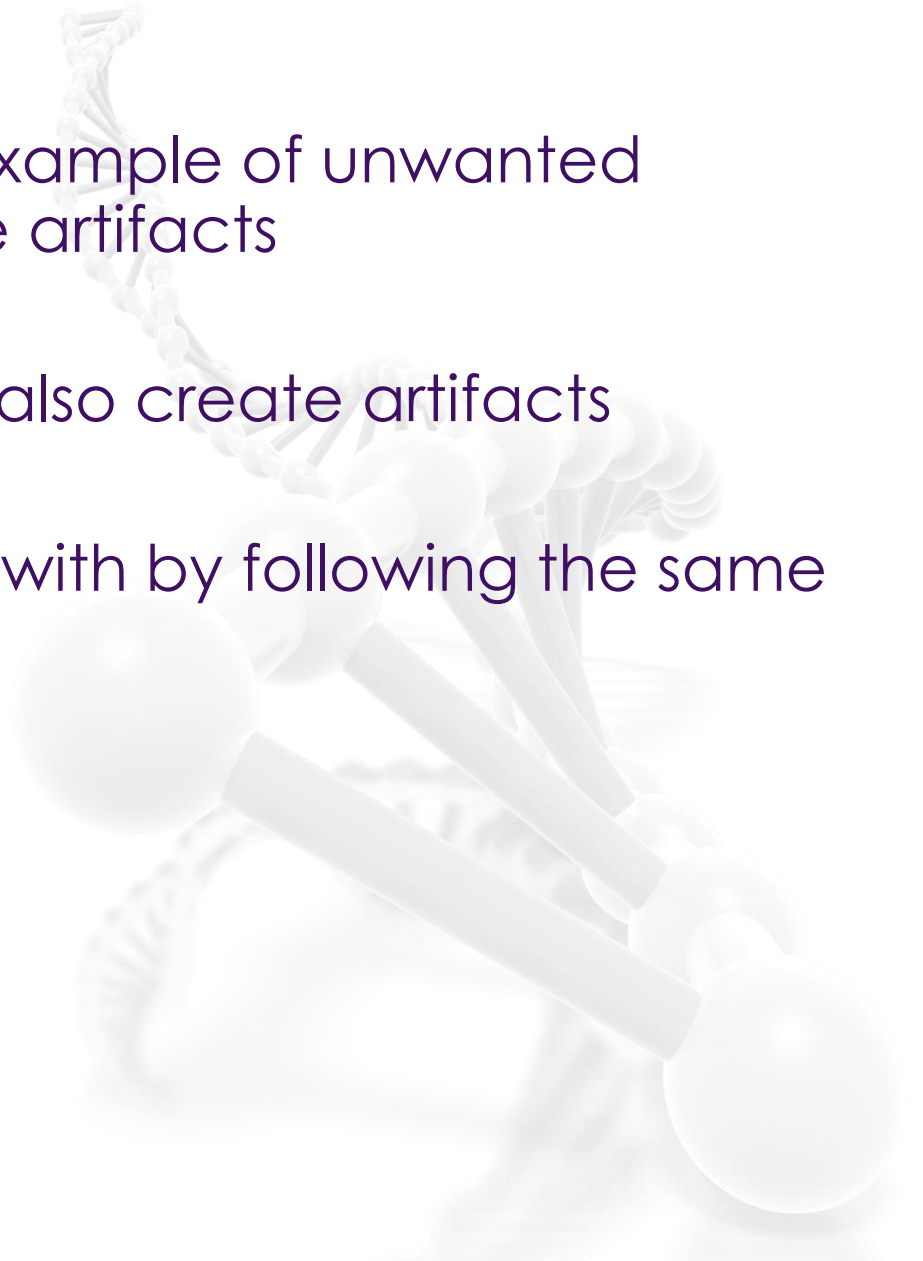 xample of unwanted
e artifacts
also create artifacts
with by following the same